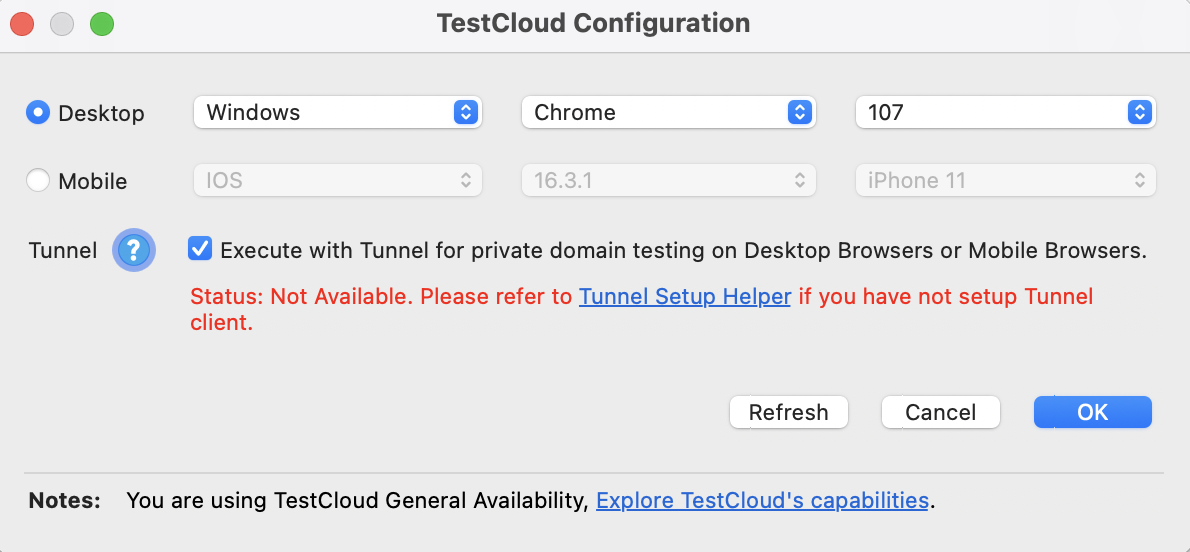 TestCloud Configuration
Desktop Windows Chrome 107
Mobile IOS 16.3.1 iPhone 11
Tunnel ? Execute with Tunnel for private domain testing on Desktop Browsers or Mobile Browsers.
Status: Not Available. Please refer to Tunnel Setup Helper if you have not setup Tunnel
client.
Refresh Cancel OK
Notes: You are using TestCloud General Availability, Explore TestCloud's capabilities.